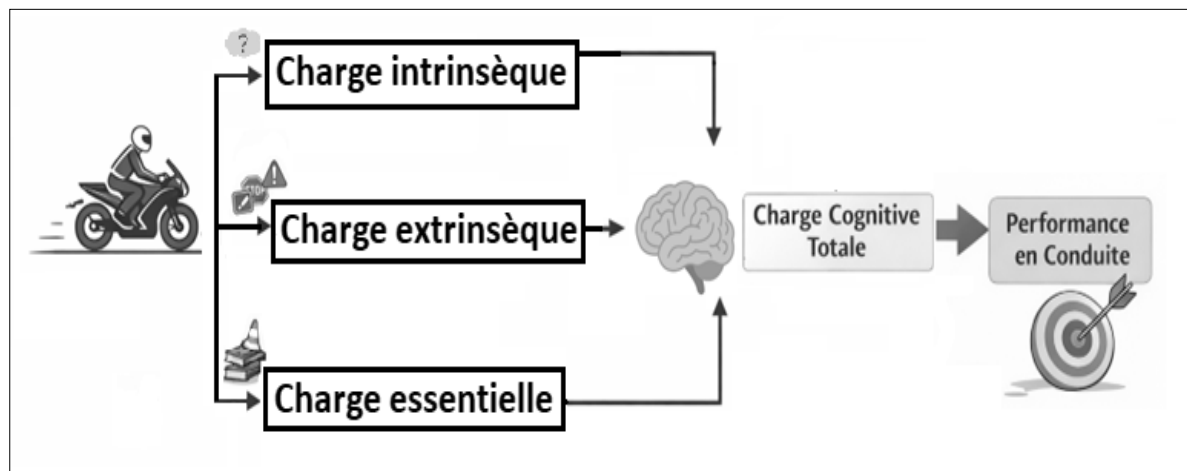 ?
Charge intrinsèque
Charge extrinsèque
Charge essentielle
Charge Cognitive
Totale
Performance
en Conduite